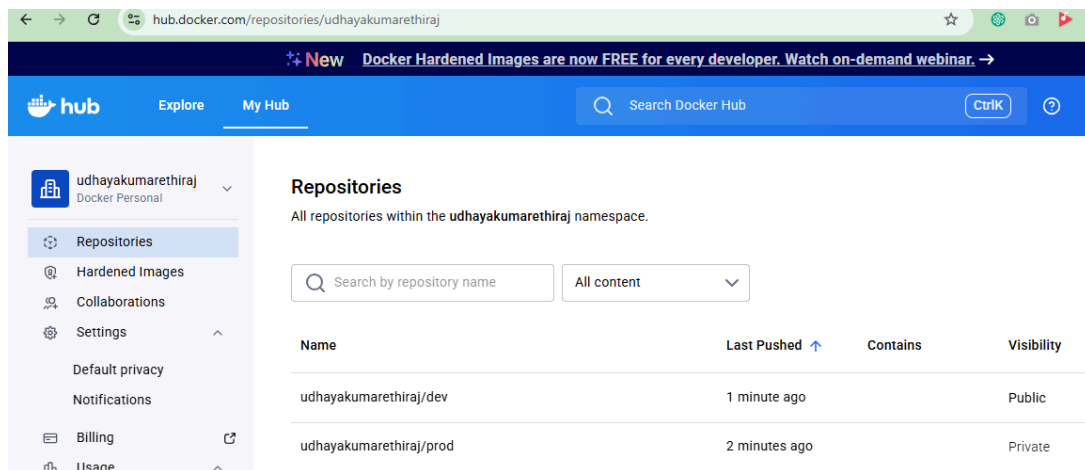 hub.docker.com/repositories/udhayakumarethiraj
New Docker Hardened Images are now FREE for every developer. Watch on-demand webinar. →
hub Explore My Hub Search Docker Hub CtrlK
udhayakumarethiraj
Docker Personal
Repositories
Hardened Images
Collaborations
Settings
Default privacy
Notifications
Billing
Usage
Repositories
All repositories within the udhayakumarethiraj namespace.
Search by repository name All content
Name Last Pushed ↑ Contains Visibility
udhayakumarethiraj/dev 1 minute ago Public
udhayakumarethiraj/prod 2 minutes ago Private